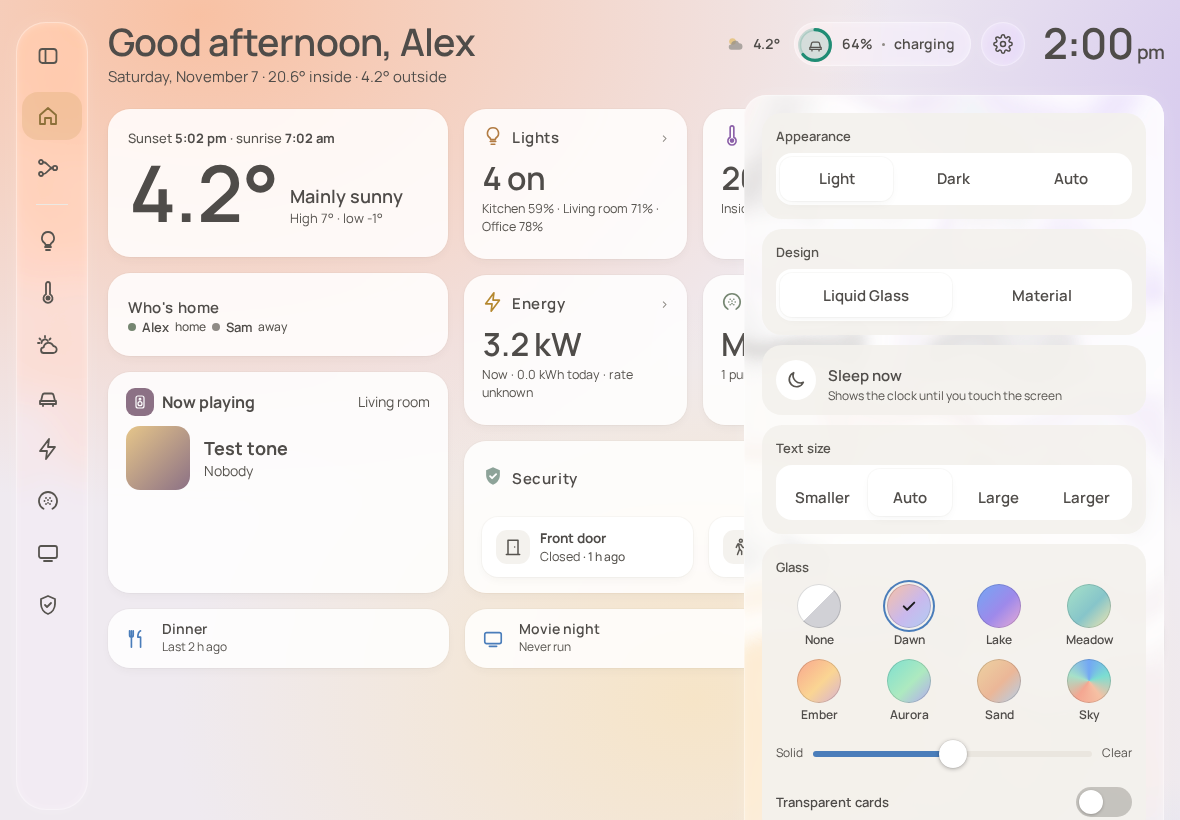 Good afternoon, Alex
Saturday, November 7 · 20.6° inside · 4.2° outside
4.2°
64% · charging
2:00 pm
Sunset 5:02 pm · sunrise 7:02 am
4.2°
Mainly sunny
High 7° · low -1°
Who's home
Alex home Sam away
Now playing
Living room
Test tone
Nobody
Lights
4 on
Kitchen 59% · Living room 71% ·
Office 78%
Energy
3.2 kW
Now · 0.0 kWh today · rate
unknown
Security
Front door
Closed · 1 h ago
Dinner
Last 2 h ago
Movie night
Never run
Appearance
Light Dark Auto
Design
Liquid Glass Material
Sleep now
Shows the clock until you touch the screen
Text size
Smaller Auto Large Larger
Glass
None Dawn Lake Meadow
Ember Aurora Sand Sky
Solid Clear
Transparent cards